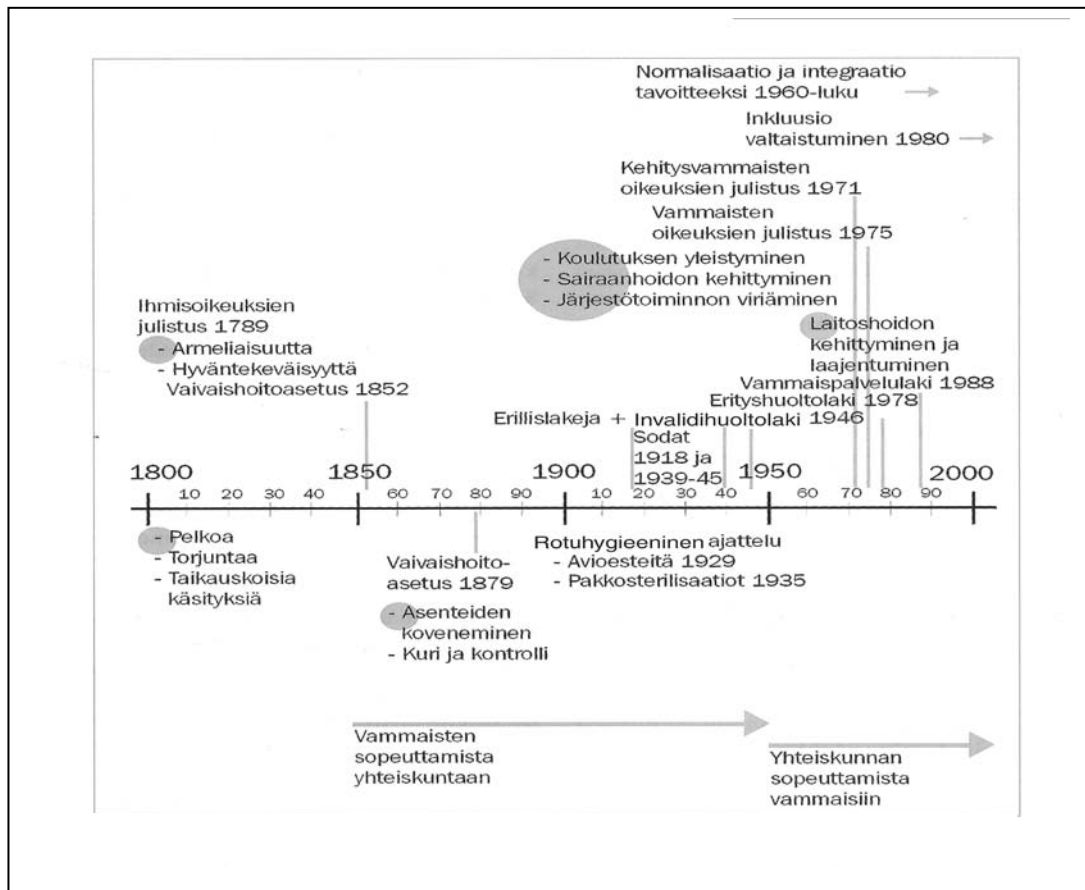 Normalisaatio ja integraatio
tavoitteeksi 1960-luku
Inkluusio
valtaistuminen 1980
Kehitysvammaisten
oikeuksien julistus 1971
Vammaisten
oikeuksien julistus 1975
- Koulutuksen yleistyminen
- Sairaanhoidon kehittyminen
- Järjestötoiminnon viriäminen
Ihmisoikeuksien
julistus 1789
- Armeliaisuutta
- Hyväntekeväisyyttä
Vaivaishoitoasetus 1852
Laitoshoidon
kehittyminen ja
laajentuminen
Vammaispalvelulaki 1988
Erityshuoltolaki 1978
Erillislakeja + Invalidihuoltolaki 1946
Sodat
1918 ja
1939-45
1800 1850 1900 1950 2000
10 20 30 40 60 70 80 90 10 20 30 40 60 70 80 90
- Pelkoa
- Torjuntaa
- Taikauskoisia
käsityksiä
Vaivaishoito-
asetus 1879
- Asenteiden
koveneminen
- Kuri ja kontrolli
Rotuhygieeninen ajattelu
- Avioesteitä 1929
- Pakkosterilisaatiot 1935
Vammaisten
sopeuttamista
yhteiskuntaan
Yhteiskunnan
sopeuttamista
vammaisiin